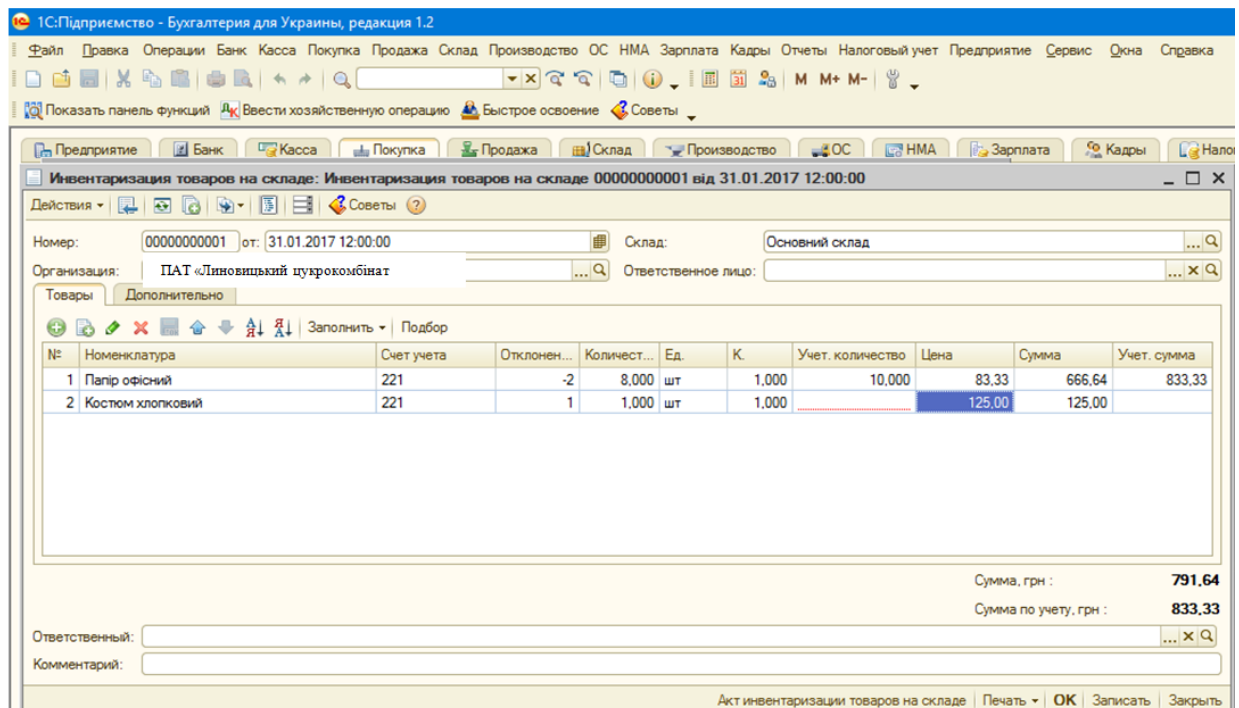 1С:Підприємство - Бухгалтерия для Украины, редакция 1.2
Файл Правка Операции Банк Касса Покупка Продажа Склад Производство ОС НМА Зарплата Кадры Отчеты Налоговый учет Предприятие Сервис Окна Справка
M M+ M-
Показать панель функций Ввести хозяйственную операцию Быстрое освоение Советы
Предприятие Банк Касса Покупка Продажа Склад Производство ОС НМА Зарплата Кадры Нало
Инвентаризация товаров на складе: Инвентаризация товаров на складе 00000000001 від 31.01.2017 12:00:00
Действия Советы
Номер: 00000000001 от: 31.01.2017 12:00:00 Склад: Основний склад ...
Организация: ПАТ «Линовицький цукрокомбінат ... Ответственное лицо: ...
Товары Дополнительно
Заполнить Подбор
№ Номенклатура Счет учета Отклонен... Количест... Ед. К. Учет. количество Цена Сумма Учет. сумма
1 Папір офісний 221 -2 8,000 шт 1,000 10,000 83,33 666,64 833,33
2 Костюм хлопковий 221 1 1,000 шт 1,000 125,00 125,00
Сумма, грн : 791,64
Сумма по учету, грн : 833,33
Ответственный: ...
Комментарий:
Акт инвентаризации товаров на складе Печать OK Записать Закрыть